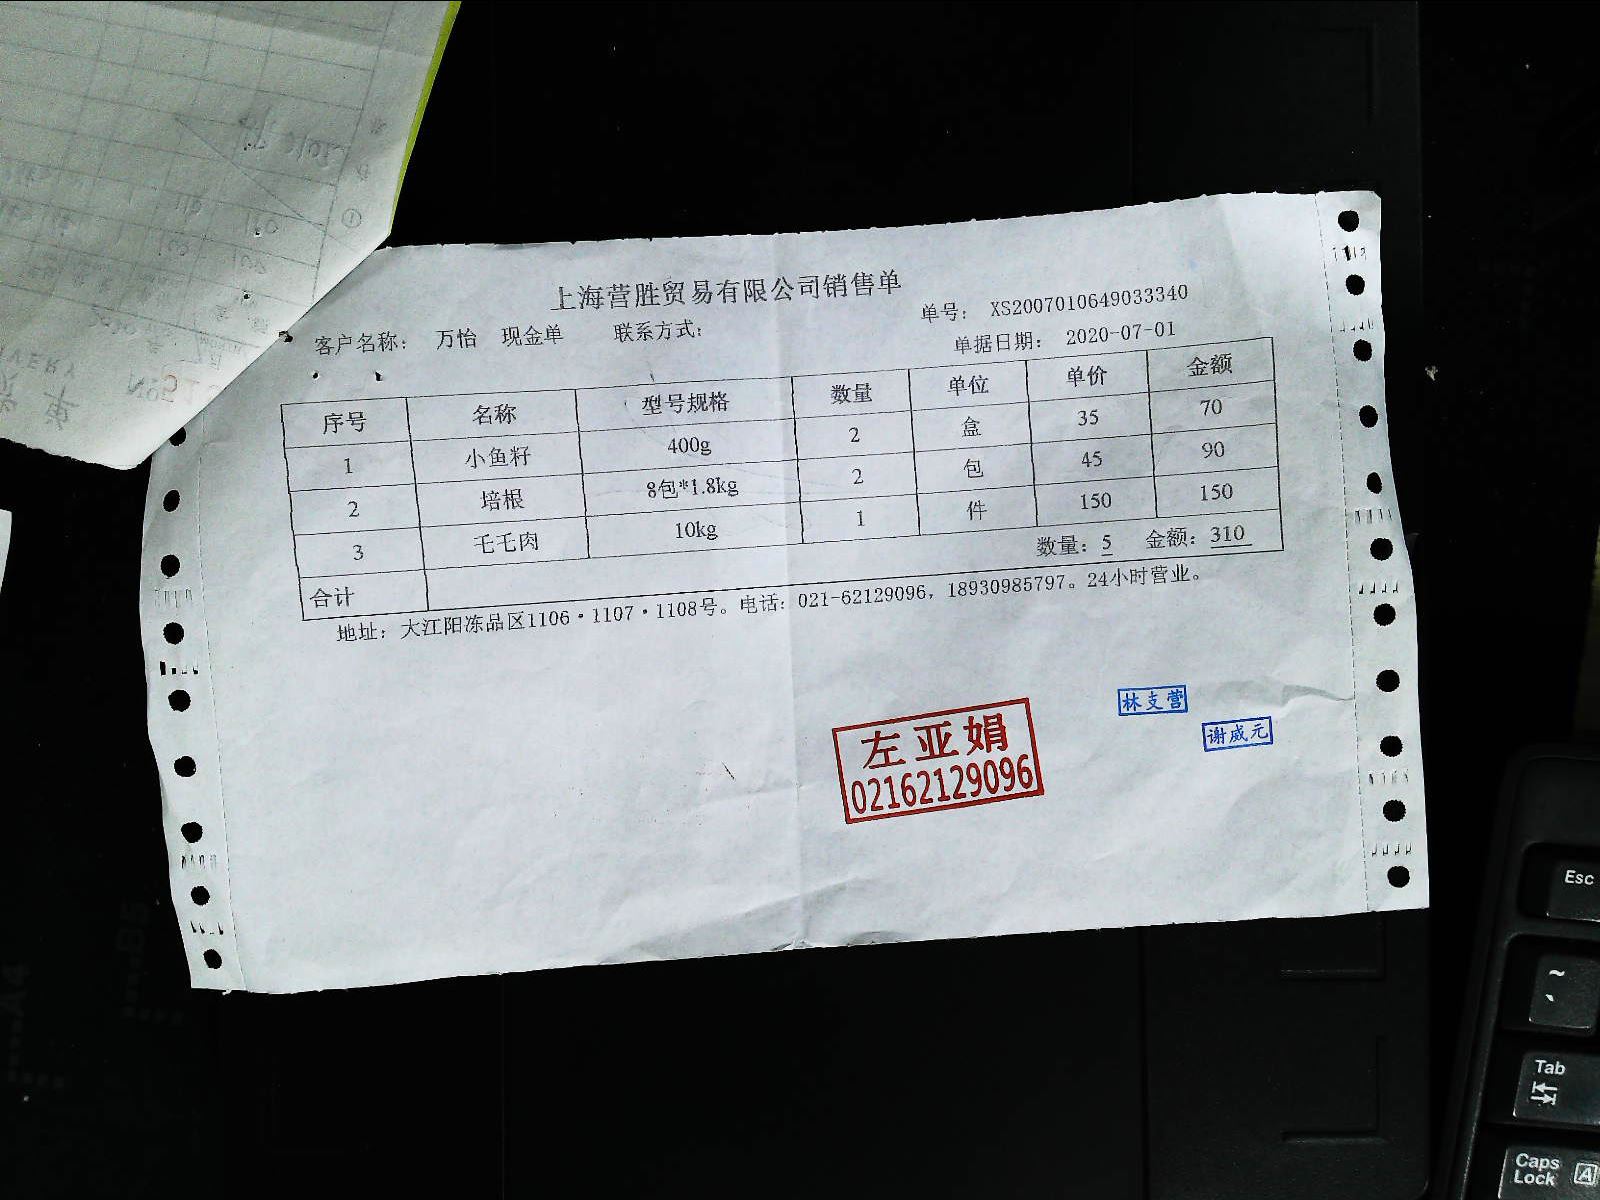 上海营胜贸易有限公司销售单
单号: XS2007010649033340
客户名称: 万怡 现金单 联系方式:
单据日期: 2020-07-01
序号 名称 型号规格 数量 单位 单价 金额
1 小鱼籽 400g 2 盒 35 70
2 培根 8包*1.8kg 2 包 45 90
3 乇乇肉 10kg 1 件 150 150
合计 数量:5 金额:310
地址: 大江阳冻品区1106·1107·1108号。电话: 021-62129096, 18930985797。24小时营业。
林支营
谢威元
左亚娟
02162129096
Esc
~
Tab
Caps Lock
A